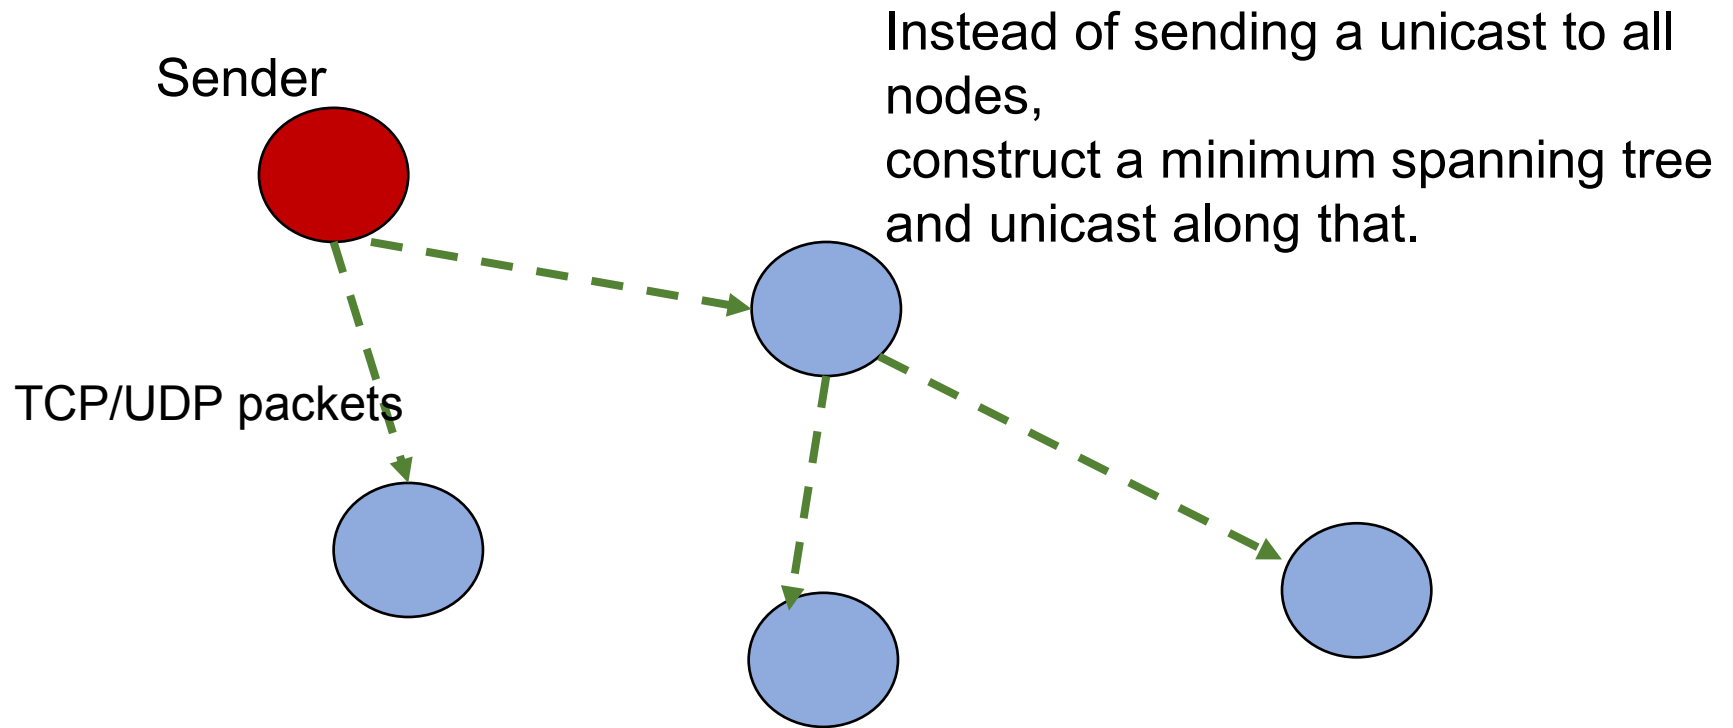 Sender
Instead of sending a unicast to all
nodes,
construct a minimum spanning tree
and unicast along that.
TCP/UDP packets